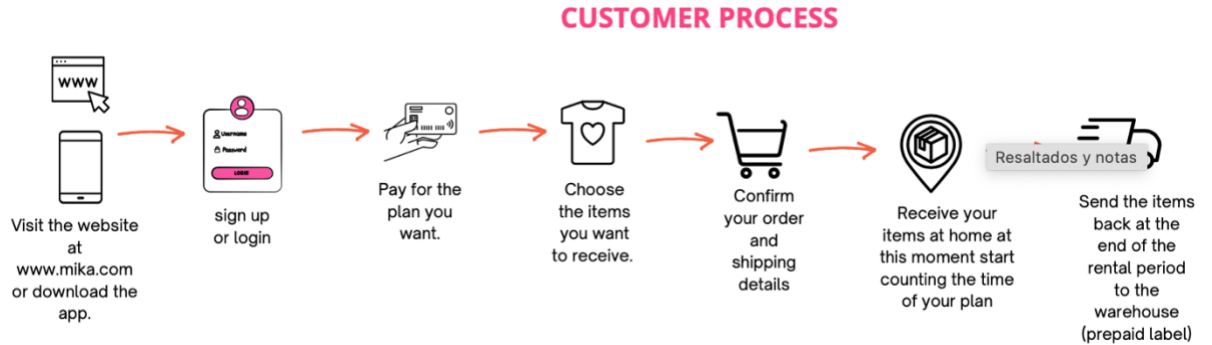 CUSTOMER PROCESS
www
Username
Password
LOGIN
Resaltados y notas
Visit the website
at
www.mika.com
or download the
app.
sign up
or login
Pay for the
plan you
want.
Choose
the items
you want
to receive.
Confirm
your order
and
shipping
details
Receive your
items at home at
this moment start
counting the time
of your plan
Send the items
back at the
end of the
rental period
to the
warehouse
(prepaid label)